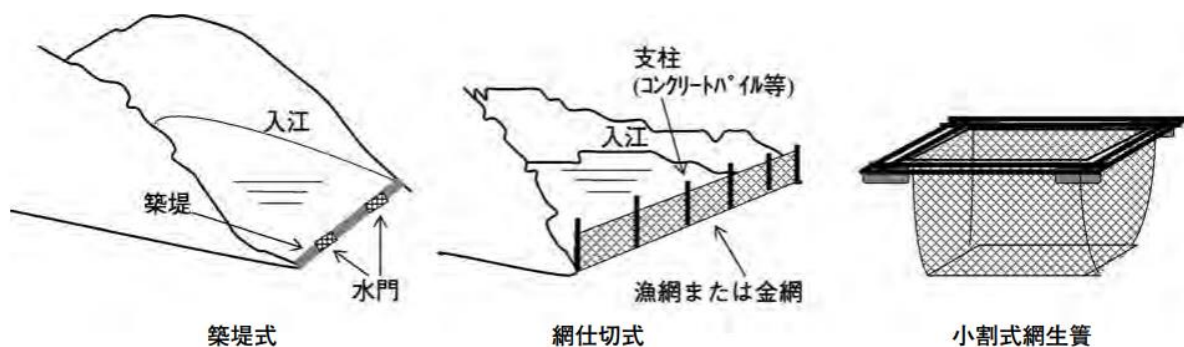 入江
築堤
水門
築堤式
支柱
(コンクリートパイル等)
入江
漁網または金網
網仕切式
小割式網生簀